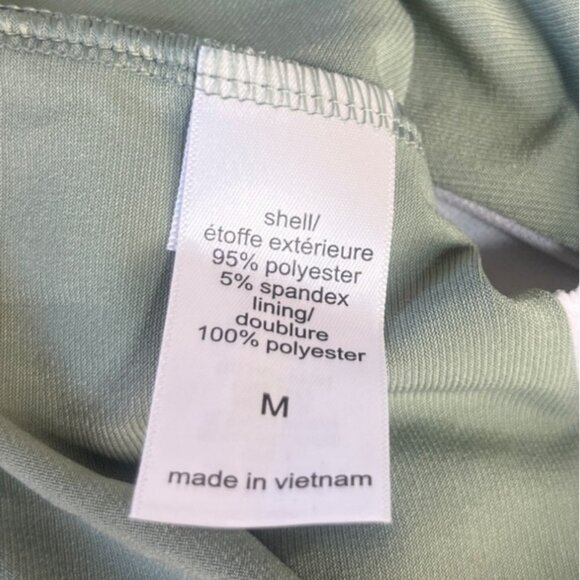 shell/
étoffe extérieure
95% polyester
5% spandex
lining/
doublure
100% polyester
M
made in vietnam